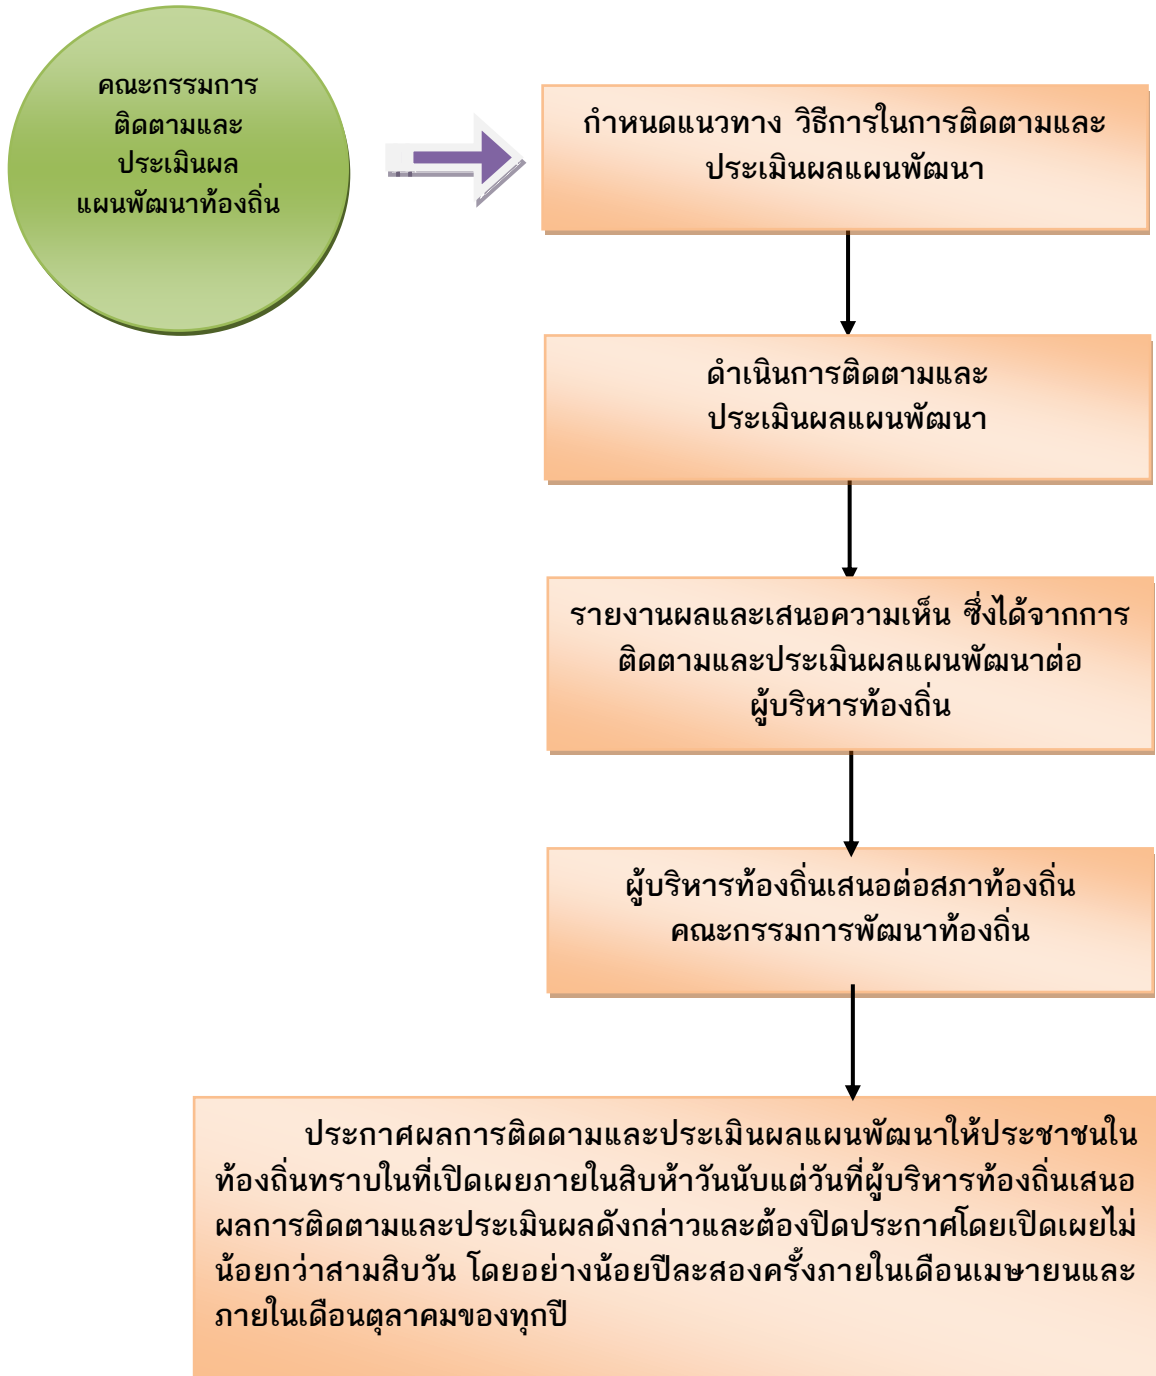 คณะกรรมการ
ติดตามและ
ประเมินผล
แผนพัฒนาท้องถิ่น
กำหนดแนวทาง วิธีการในการติดตามและ
ประเมินผลแผนพัฒนา
ดำเนินการติดตามและ
ประเมินผลแผนพัฒนา
รายงานผลและเสนอความเห็น ซึ่งได้จากการ
ติดตามและประเมินผลแผนพัฒนาต่อ
ผู้บริหารท้องถิ่น
ผู้บริหารท้องถิ่นเสนอต่อสภาท้องถิ่น
คณะกรรมการพัฒนาท้องถิ่น
ประกาศผลการติดดามและประเมินผลแผนพัฒนาให้ประชาชนใน
ท้องถิ่นทราบในที่เปิดเผยภายในสิบห้าวันนับแต่วันที่ผู้บริหารท้องถิ่นเสนอ
ผลการติดตามและประเมินผลดังกล่าวและต้องปิดประกาศโดยเปิดเผยไม่
น้อยกว่าสามสิบวัน โดยอย่างน้อยปีละสองครั้งภายในเดือนเมษายนและ
ภายในเดือนตุลาคมของทุกปี